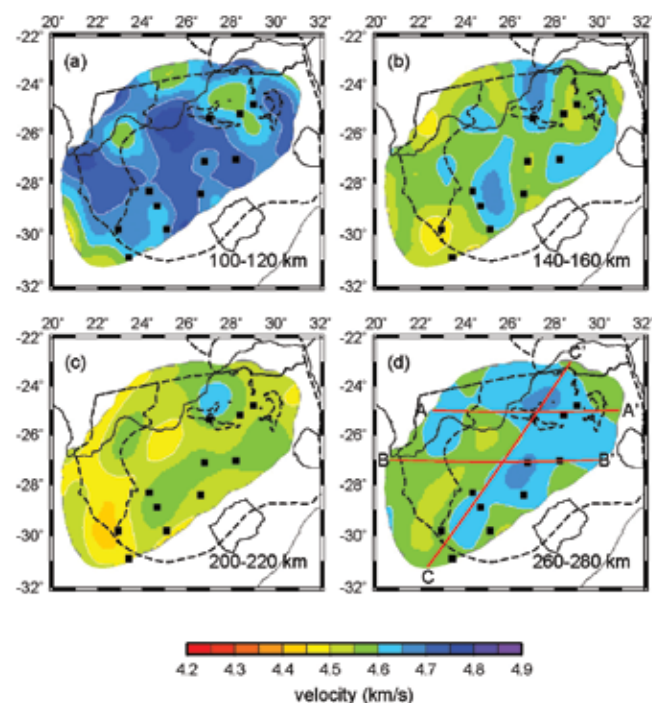 20° 22° 24° 26° 28° 30° 32° 20° 22° 24° 26° 28° 30° 32°
-22° -22°
(a) (b)
-24° -24°
-26° -26°
-28° -28°
-30° -30°
100-120 km 140-160 km
-32° -32°
20° 22° 24° 26° 28° 30° 32° 20° 22° 24° 26° 28° 30° 32°
-22° -22°
(c) (d) C'
-24° -24°
A A'
-26° -26°
B B'
-28° -28°
-30° -30°
200-220 km 260-280 km
-32° -32°
C
4.2 4.3 4.4 4.5 4.6 4.7 4.8 4.9
velocity (km/s)